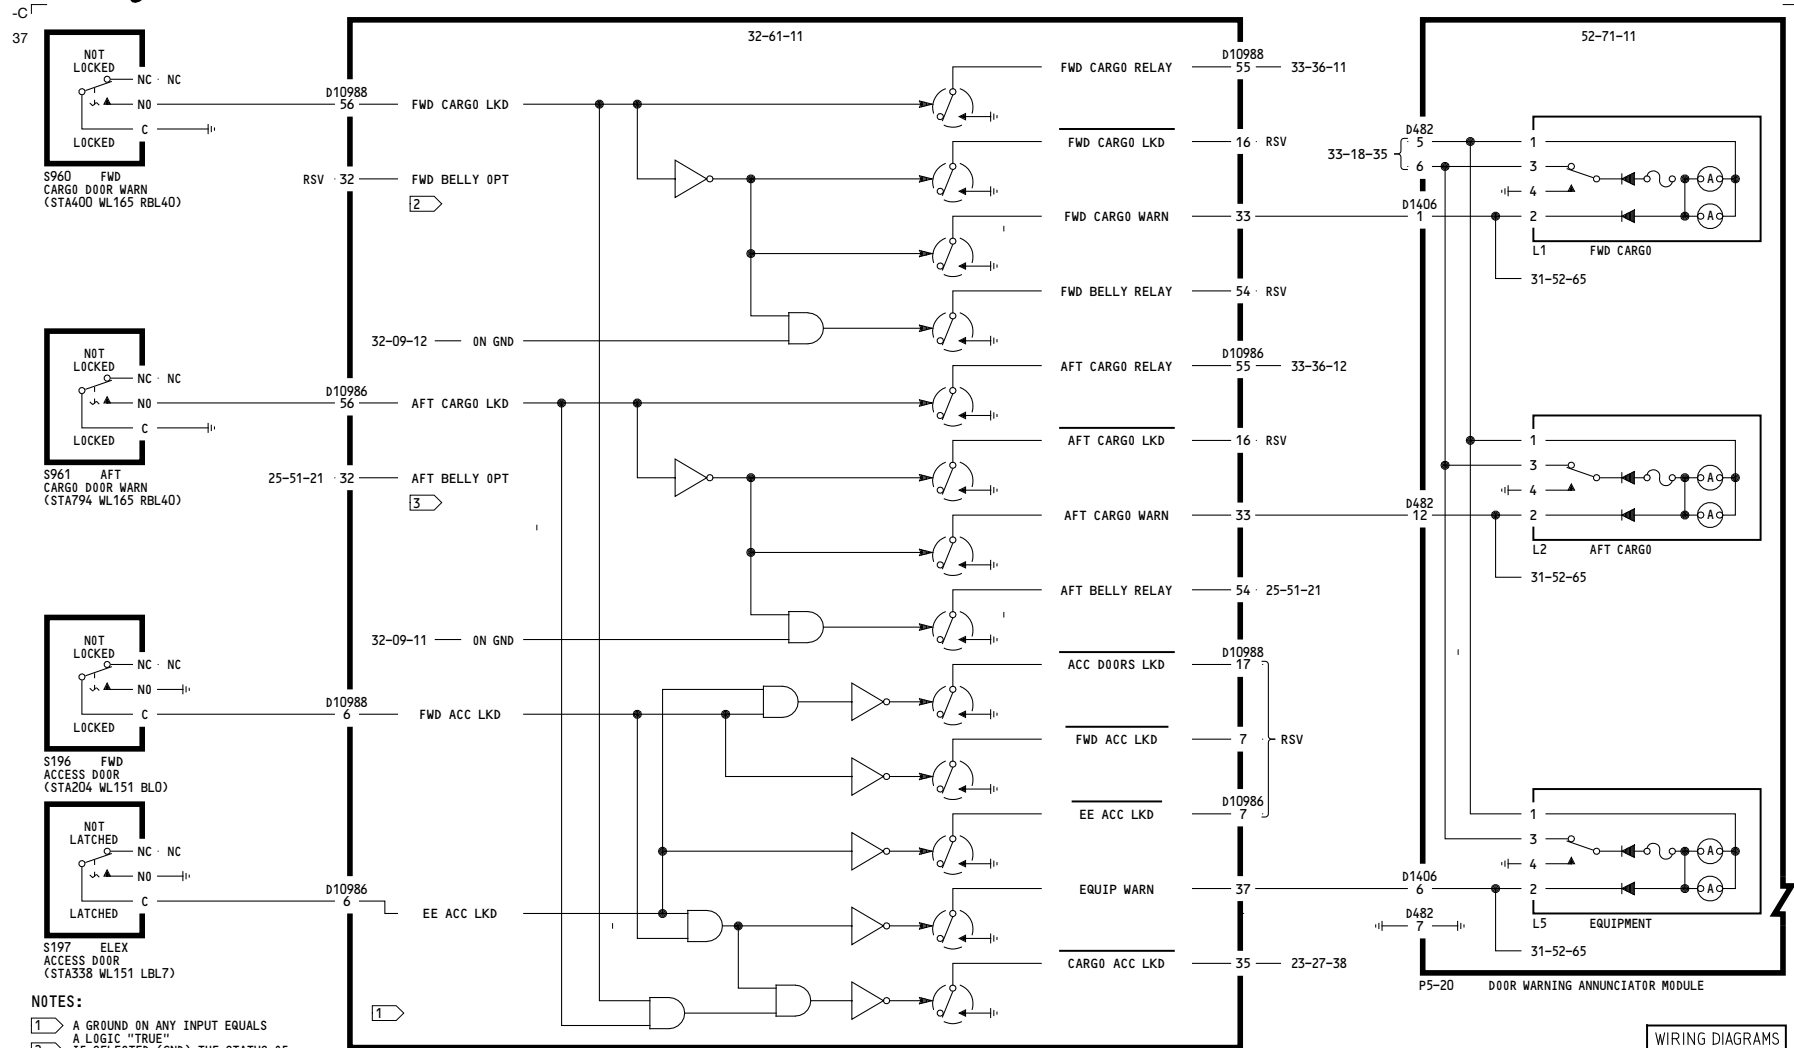 -C
37
32-61-11
52-71-11
NOT
LOCKED
NC NC
NO
C
LOCKED
S960 FWD
CARGO DOOR WARN
(STA400 WL165 RBL40)
D10988
56 FWD CARGO LKD
RSV 32 FWD BELLY OPT
2
32-09-12 ON GND
FWD CARGO RELAY
D10988
55 33-36-11
FWD CARGO LKD 16 RSV
FWD CARGO WARN 33
FWD BELLY RELAY 54 RSV
33-18-35
D482
5
6
D1406
1
1
3
4
2
A
A
L1 FWD CARGO
31-52-65
NOT
LOCKED
NC NC
NO
C
LOCKED
S961 AFT
CARGO DOOR WARN
(STA794 WL165 RBL40)
D10986
56 AFT CARGO LKD
25-51-21 32 AFT BELLY OPT
3
32-09-11 ON GND
AFT CARGO RELAY
D10986
55 33-36-12
AFT CARGO LKD 16 RSV
AFT CARGO WARN 33
AFT BELLY RELAY 54 25-51-21
D482
12
1
3
4
2
A
A
L2 AFT CARGO
31-52-65
NOT
LOCKED
NC NC
NO
C
LOCKED
S196 FWD
ACCESS DOOR
(STA204 WL151 BL0)
D10988
6 FWD ACC LKD
ACC DOORS LKD
D10988
17
FWD ACC LKD 7 RSV
EE ACC LKD
D10986
7
NOT
LATCHED
NC NC
NO
C
LATCHED
S197 ELEX
ACCESS DOOR
(STA338 WL151 LBL7)
D10986
6 EE ACC LKD
EQUIP WARN 37
CARGO ACC LKD 35 23-27-38
D1406
6
D482
7
1
3
4
2
A
A
L5 EQUIPMENT
31-52-65
P5-20 DOOR WARNING ANNUNCIATOR MODULE
1
NOTES:
1 A GROUND ON ANY INPUT EQUALS
A LOGIC "TRUE"
2 IF SELECTED (GND) THE STATUS OF
WIRING DIAGRAMS